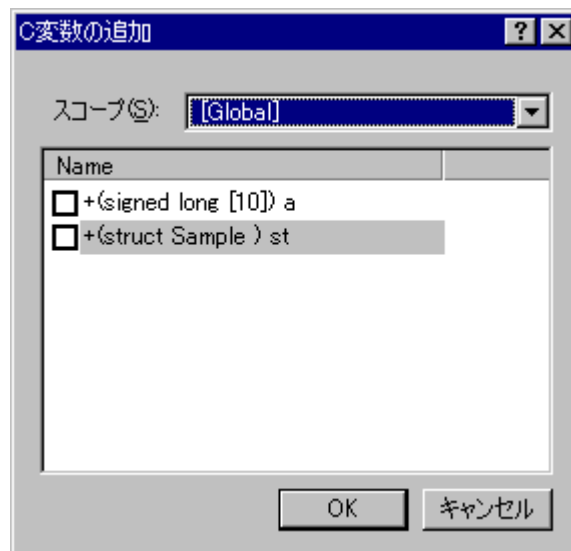 C変数の追加
?
スコープ(S): [Global]
Name
+(signed long [10]) a
+(struct Sample ) st
OK キャンセル